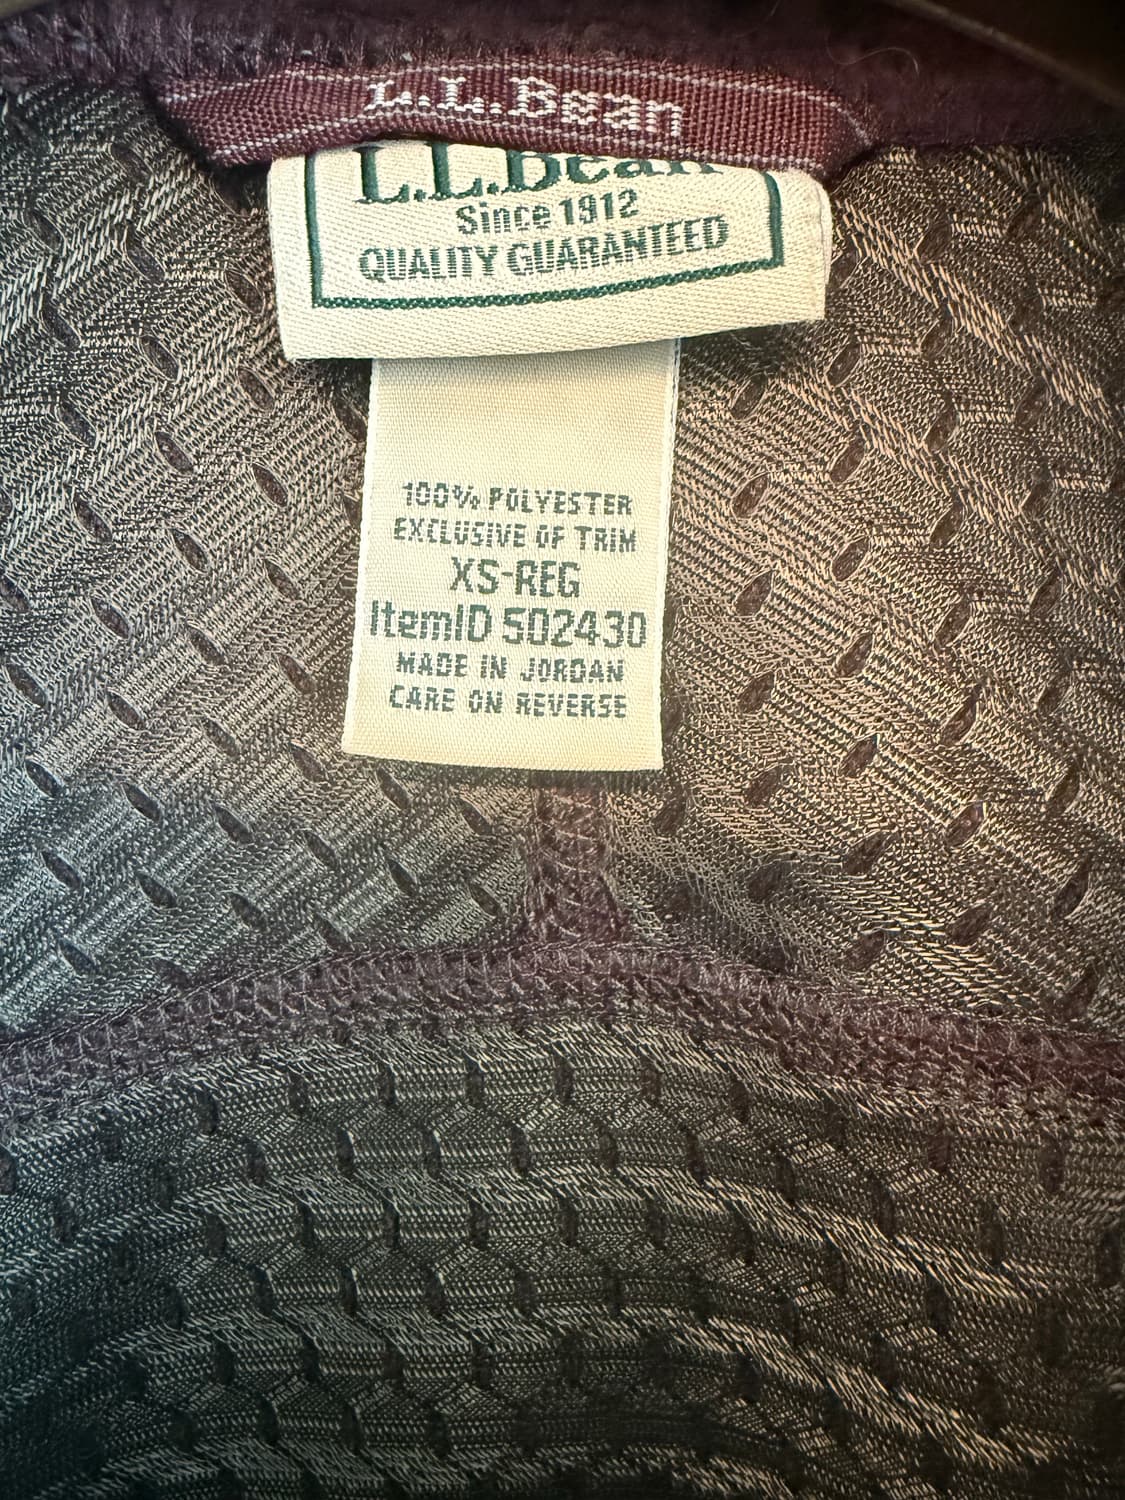 L.L.Bean
L.L.Bean
Since 1912
QUALITY GUARANTEED
100% POLYESTER
EXCLUSIVE OF TRIM
XS-REG
ItemID 502430
MADE IN JORDAN
CARE ON REVERSE